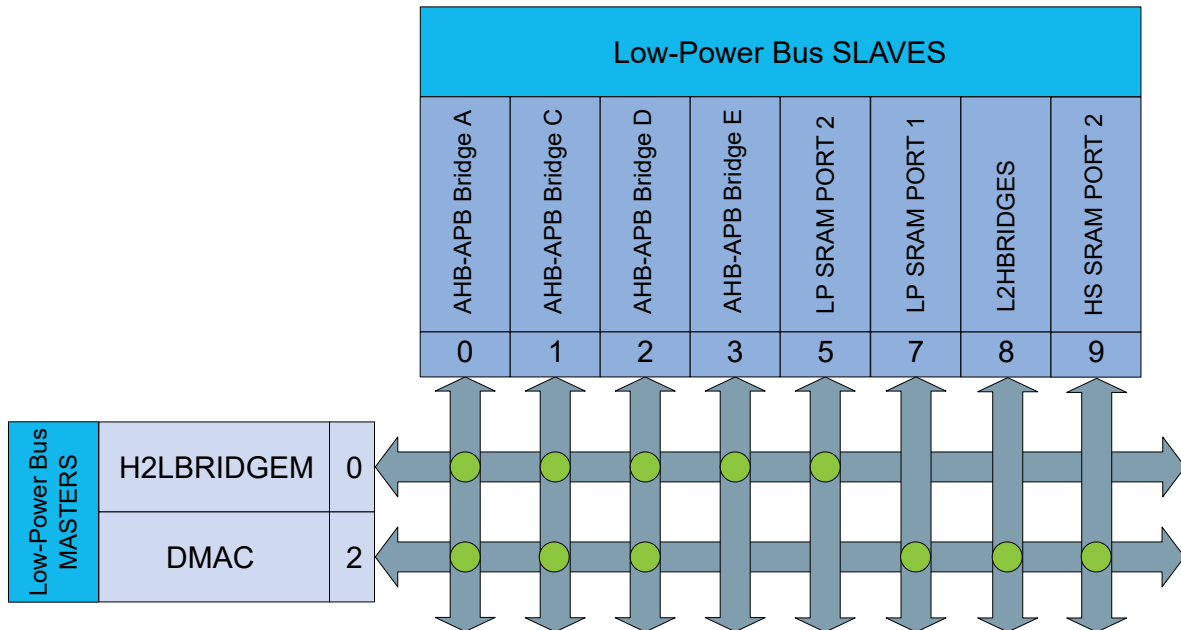 Low-Power Bus SLAVES
AHB-APB Bridge A
AHB-APB Bridge C
AHB-APB Bridge D
AHB-APB Bridge E
LP SRAM PORT 2
LP SRAM PORT 1
L2HBRIDGES
HS SRAM PORT 2
0 1 2 3 5 7 8 9
Low-Power Bus
MASTERS
H2LBRIDGEM 0
DMAC 2